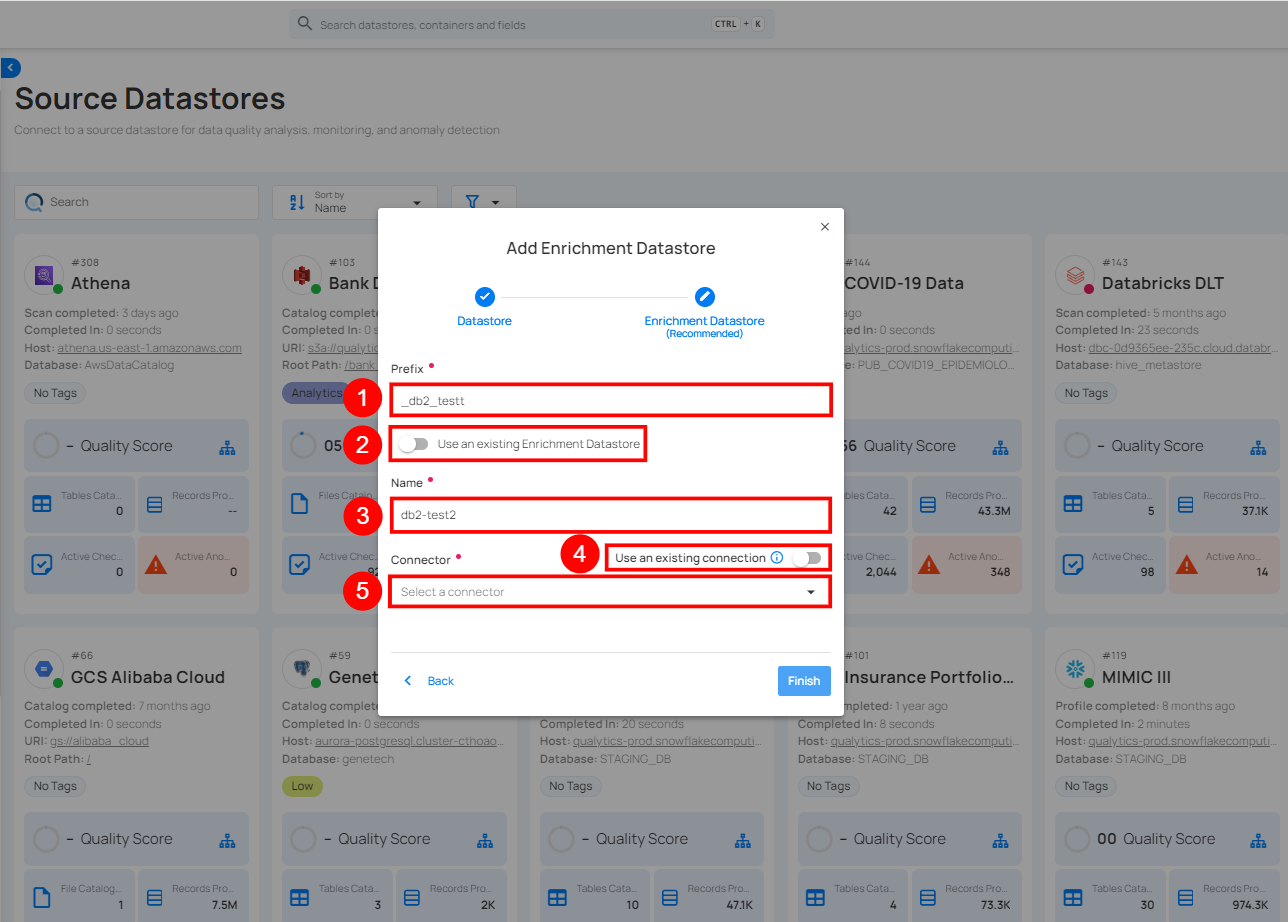 Search datastores, containers and fields CTRL + K
Source Datastores
Connect to a source datastore for data quality analysis, monitoring, and anomaly detection
Search
Sort by
Name
Add Enrichment Datastore
Datastore
Enrichment Datastore
(Recommended)
Prefix
1 _db2_testt
2 Use an existing Enrichment Datastore
Name
3 db2-test2
Connector
4 Use an existing connection
5 Select a connector
Back
Finish
#308
Athena
Scan completed: 3 days ago
Completed In: 0 seconds
Host: athena.us-east-1.amazonaws.com
Database: AwsDataCatalog
No Tags
– Quality Score
Tables Cata... 0
Records Pro... --
Active Chec... 0
Active Ano... 0
#103
Bank D
Catalog complete
Completed In: 0 s
URI: s3a://qualytic
Root Path: /bank
Analytics
05
Files Catalo
92
#144
COVID-19 Data
ago
ed In: 0 seconds
alytics-prod.snowflakecomputi...
e: PUB_COVID19_EPIDEMIOLO...
56 Quality Score
les Cata... 42
Records Pro... 43.3M
ive Chec... 2,044
Active Ano... 348
#143
Databricks DLT
Scan completed: 5 months ago
Completed In: 23 seconds
Host: dbc-0d9365ee-235c.cloud.databr...
Database: hive_metastore
No Tags
– Quality Score
Tables Cata... 5
Records Pro... 37.1K
Active Chec... 98
Active Ano... 14
#66
GCS Alibaba Cloud
Catalog completed: 7 months ago
Completed In: 0 seconds
URI: gs://alibaba_cloud
Root Path: /
No Tags
– Quality Score
File Catalog... 1
Records Pro... 7.5M
#59
Genet
Catalog complete
Completed In: 0 seconds
Host: aurora-postgresql.cluster-cthoao...
Database: genetech
Low
– Quality Score
Tables Cata... 3
Records Pro... 2K
Completed In: 20 seconds
Host: qualytics-prod.snowflakecomputi...
Database: STAGING_DB
No Tags
– Quality Score
Tables Cata... 10
Records Pro... 47.1K
#101
Insurance Portfolio...
mpleted: 1 year ago
Completed In: 8 seconds
Host: qualytics-prod.snowflakecomputi...
Database: STAGING_DB
No Tags
– Quality Score
Tables Cata... 4
Records Pro... 73.3K
#119
MIMIC III
Profile completed: 8 months ago
Completed In: 2 minutes
Host: qualytics-prod.snowflakecomputi...
Database: STAGING_DB
No Tags
00 Quality Score
Tables Cata... 30
Records Pro... 974.3K